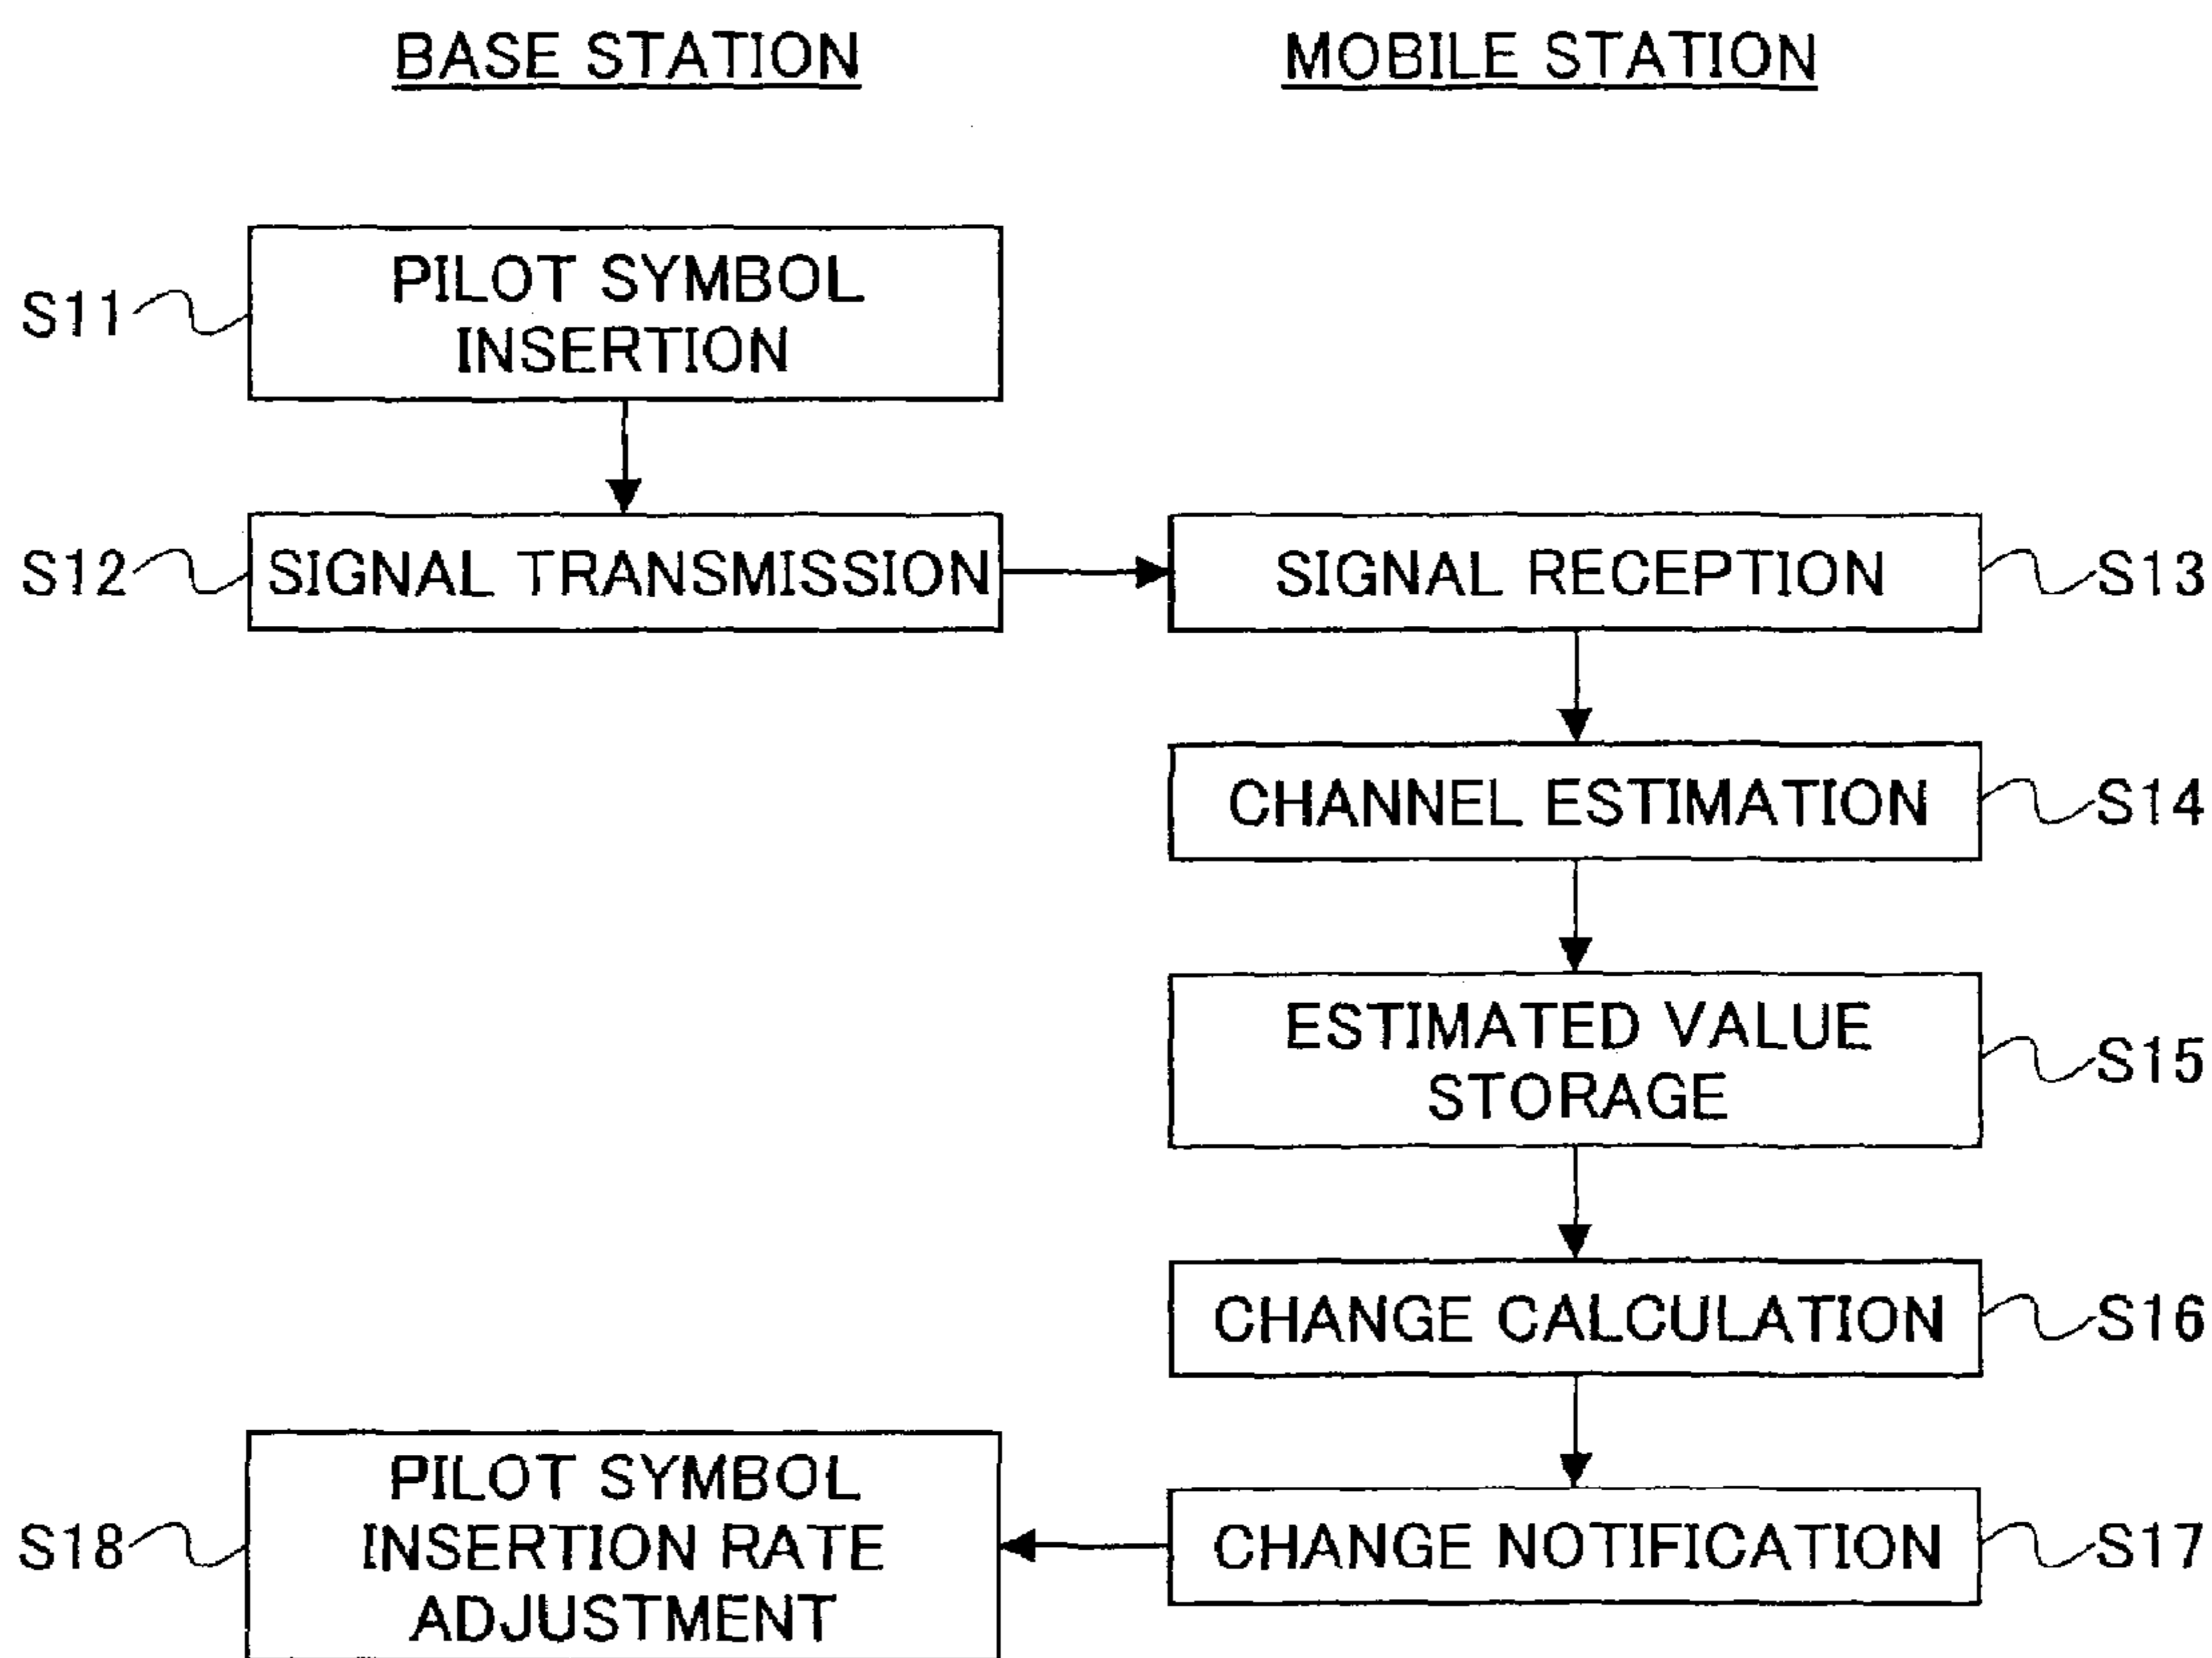 BASE STATION
MOBILE STATION
S11
PILOT SYMBOL
INSERTION
S12
SIGNAL TRANSMISSION
SIGNAL RECEPTION
S13
CHANNEL ESTIMATION
S14
ESTIMATED VALUE
STORAGE
S15
CHANGE CALCULATION
S16
CHANGE NOTIFICATION
S17
S18
PILOT SYMBOL
INSERTION RATE
ADJUSTMENT